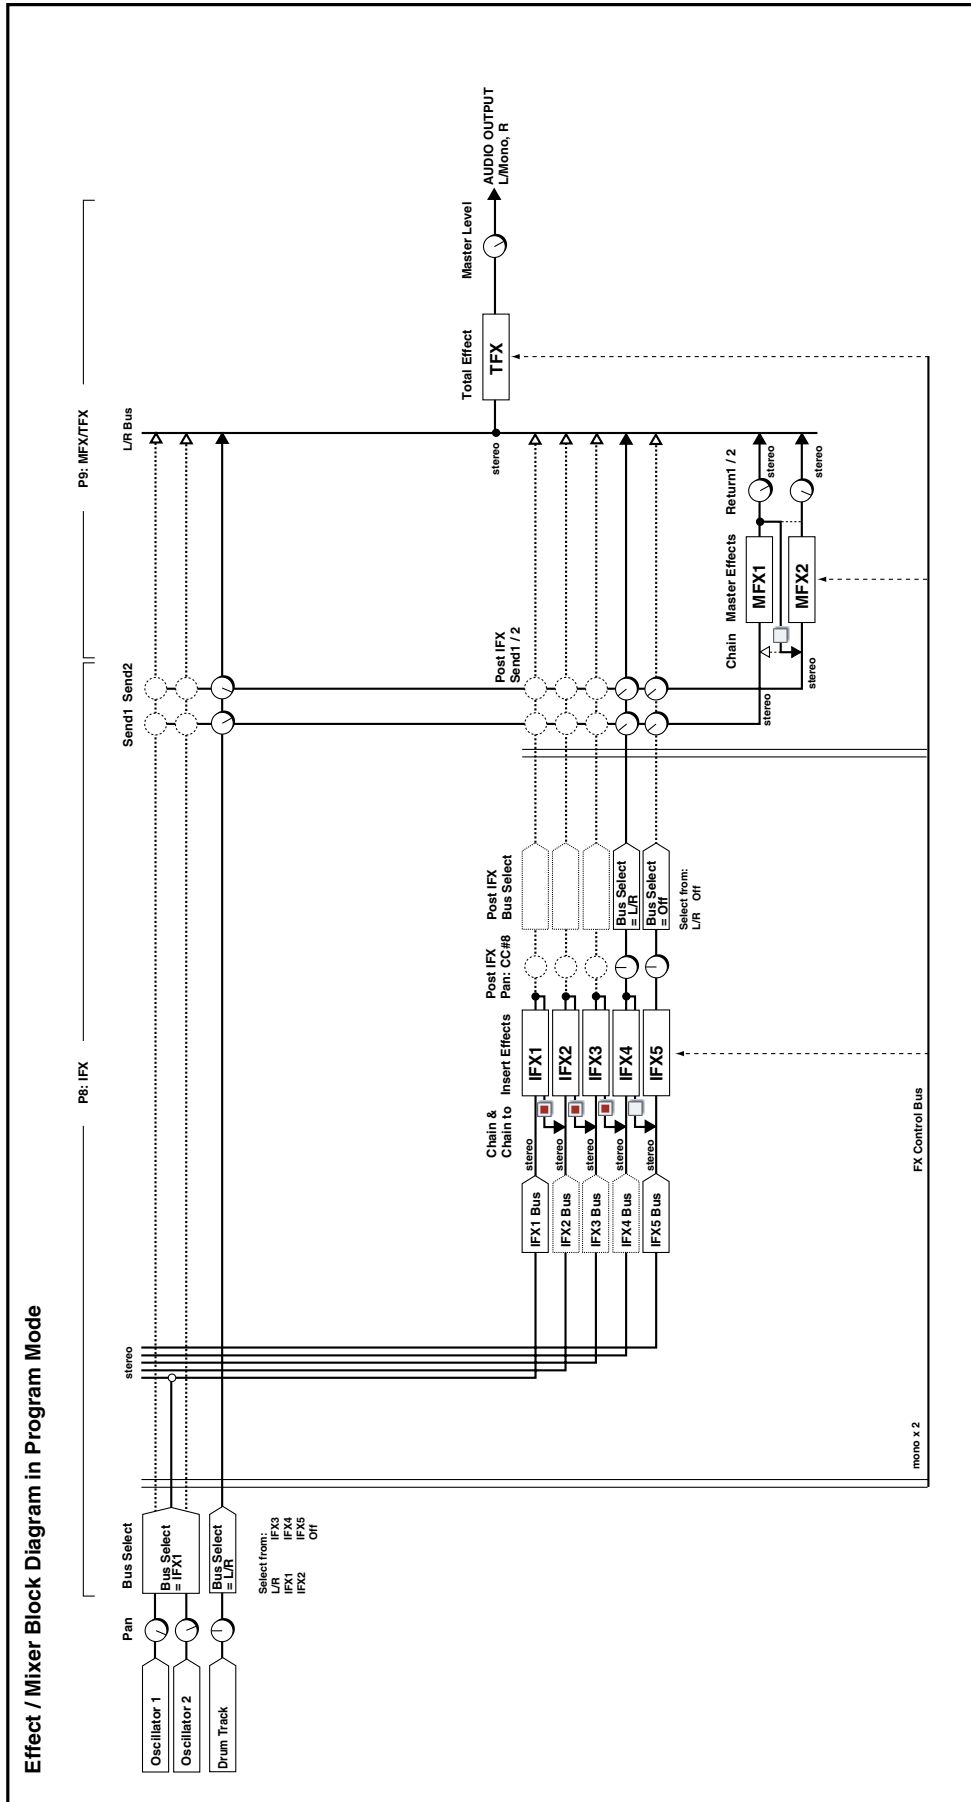 Effect / Mixer Block Diagram in Program Mode
P8: IFX
P9: MFX/TFX
Pan
Bus Select
stereo
Send1
Send2
L/R Bus
Oscillator 1
Oscillator 2
Bus Select
= IFX1
Drum Track
Bus Select
= L/R
Select from:
L/R
IFX1
IFX2
IFX3
IFX4
IFX5
Off
Total Effect
TFX
Master Level
AUDIO OUTPUT
L/Mono, R
stereo
Chain &
Chain to
Insert Effects
Post IFX
Pan: CC#8
Post IFX
Bus Select
Post IFX
Send1 / 2
IFX1 Bus
stereo
IFX1
IFX2 Bus
stereo
IFX2
IFX3 Bus
stereo
IFX3
IFX4 Bus
stereo
IFX4
Bus Select
= L/R
IFX5 Bus
stereo
IFX5
Bus Select
= Off
Select from:
L/R Off
Chain
Master Effects
Return1 / 2
stereo
MFX1
stereo
stereo
MFX2
stereo
mono x 2
FX Control Bus